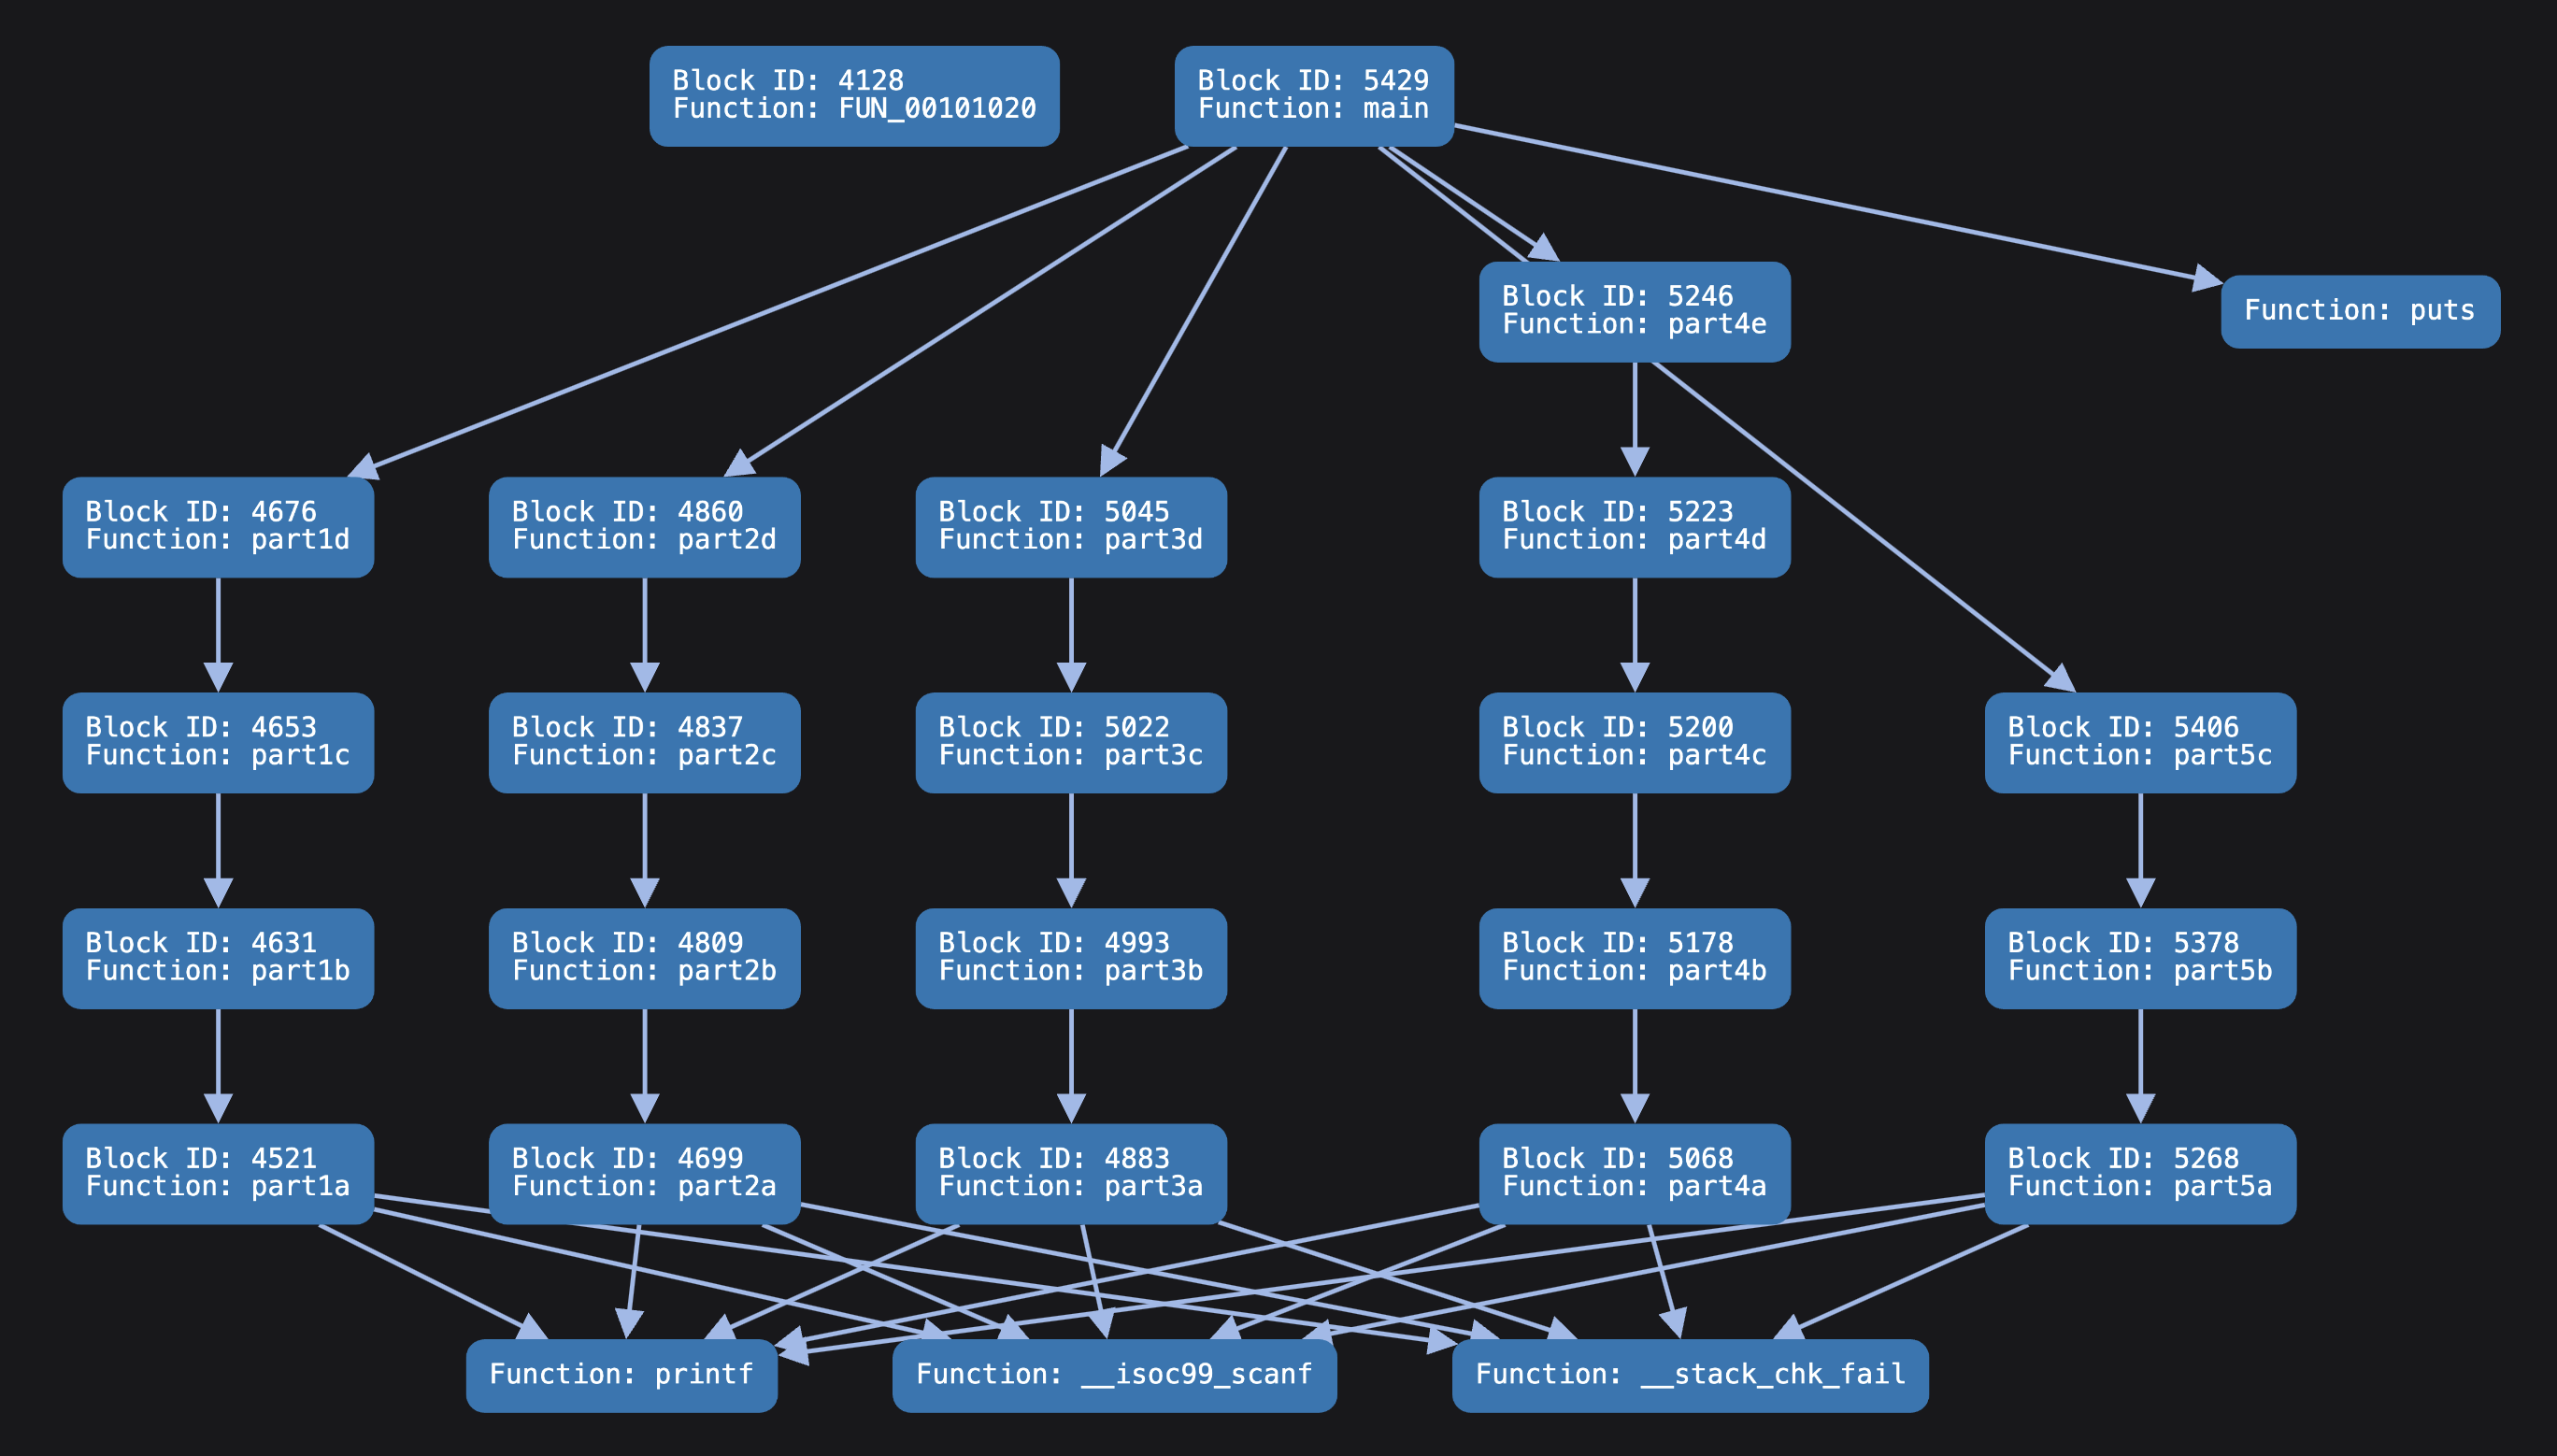 Block ID: 4128
Function: FUN_00101020
Block ID: 5429
Function: main
Block ID: 5246
Function: part4e
Function: puts
Block ID: 4676
Function: part1d
Block ID: 4860
Function: part2d
Block ID: 5045
Function: part3d
Block ID: 5223
Function: part4d
Block ID: 4653
Function: part1c
Block ID: 4837
Function: part2c
Block ID: 5022
Function: part3c
Block ID: 5200
Function: part4c
Block ID: 5406
Function: part5c
Block ID: 4631
Function: part1b
Block ID: 4809
Function: part2b
Block ID: 4993
Function: part3b
Block ID: 5178
Function: part4b
Block ID: 5378
Function: part5b
Block ID: 4521
Function: part1a
Block ID: 4699
Function: part2a
Block ID: 4883
Function: part3a
Block ID: 5068
Function: part4a
Block ID: 5268
Function: part5a
Function: printf
Function: __isoc99_scanf
Function: __stack_chk_fail